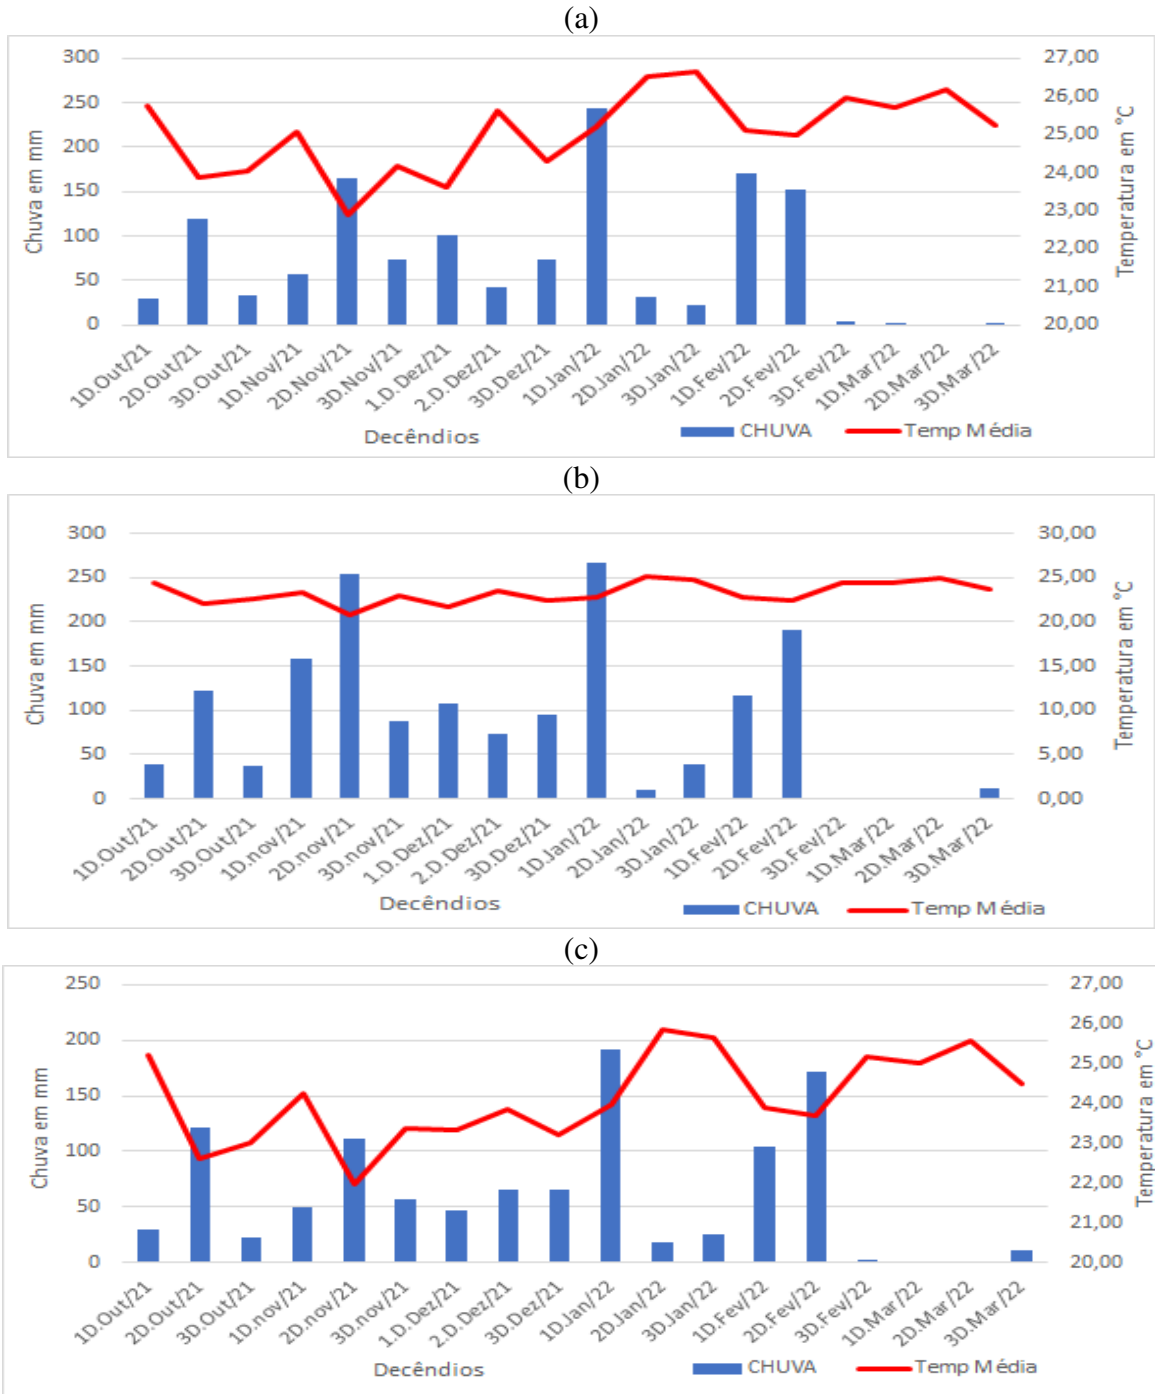 (a)
300
250
200
150
100
50
0
Chuva em mm
27,00
26,00
25,00
24,00
23,00
22,00
21,00
20,00
Temperatura em °C
1D.Out/21
2D.Out/21
3D.Out/21
1D.Nov/21
2D.Nov/21
3D.Nov/21
1.D.Dez/21
2.D.Dez/21
3D.Dez/21
1D.Jan/22
2D.Jan/22
3D.Jan/22
1D.Fev/22
2D.Fev/22
3D.Fev/22
1D.Mar/22
2D.Mar/22
3D.Mar/22
Decêndios
CHUVA
Temp Média
(b)
300
250
200
150
100
50
0
Chuva em mm
30,00
25,00
20,00
15,00
10,00
5,00
0,00
Temperatura em °C
1D.Out/21
2D.Out/21
3D.Out/21
1D.nov/21
2D.nov/21
3D.nov/21
1.D.Dez/21
2.D.Dez/21
3D.Dez/21
1D.Jan/22
2D.Jan/22
3D.Jan/22
1D.Fev/22
2D.Fev/22
3D.Fev/22
1D.Mar/22
2D.Mar/22
3D.Mar/22
Decêndios
CHUVA
Temp Média
(c)
250
200
150
100
50
0
Chuva em mm
27,00
26,00
25,00
24,00
23,00
22,00
21,00
20,00
Temperatura em °C
1D.Out/21
2D.Out/21
3D.Out/21
1D.nov/21
2D.nov/21
3D.nov/21
1.D.Dez/21
2.D.Dez/21
3D.Dez/21
1D.Jan/22
2D.Jan/22
3D.Jan/22
1D.Fev/22
2D.Fev/22
3D.Fev/22
1D.Mar/22
2D.Mar/22
3D.Mar/22
Decêndios
CHUVA
Temp Média